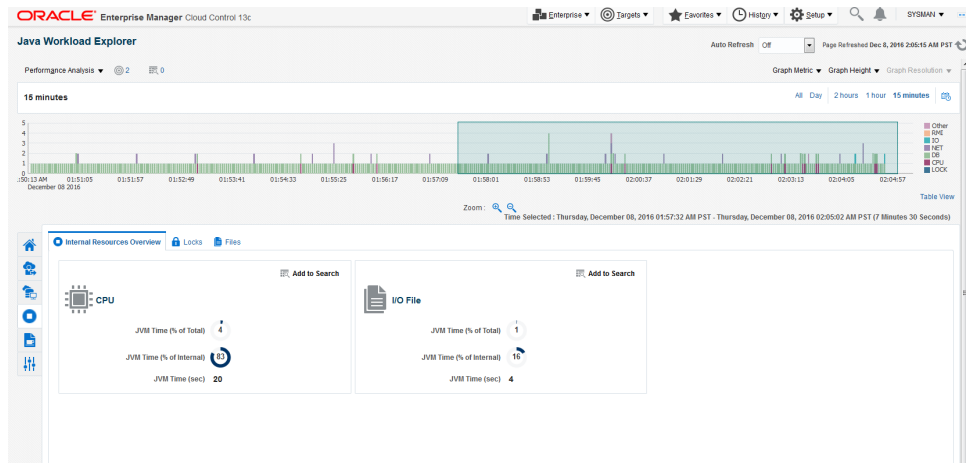 ORACLE Enterprise Manager Cloud Control 13c
Enterprise Targets Favorites History Setup SYSMAN
Java Workload Explorer
Auto Refresh Off Page Refreshed Dec 8, 2016 2:05:15 AM PST
Performance Analysis 2 0
Graph Metric Graph Height Graph Resolution
15 minutes
All Day 2 hours 1 hour 15 minutes
5
4
3
2
1
0
Other
RMI
IO
NET
DB
CPU
LOCK
:50:13 AM 01:51:05 01:51:57 01:52:49 01:53:41 01:54:33 01:55:25 01:56:17 01:57:09 01:58:01 01:58:53 01:59:45 02:00:37 02:01:29 02:02:21 02:03:13 02:04:05 02:04:57
December 08 2016
Table View
Zoom :
Time Selected : Thursday, December 08, 2016 01:57:32 AM PST - Thursday, December 08, 2016 02:05:02 AM PST (7 Minutes 30 Seconds)
Internal Resources Overview Locks Files
Add to Search
CPU
JVM Time (% of Total) 4
JVM Time (% of Internal) 83
JVM Time (sec) 20
Add to Search
I/O File
JVM Time (% of Total) 1
JVM Time (% of Internal) 16
JVM Time (sec) 4